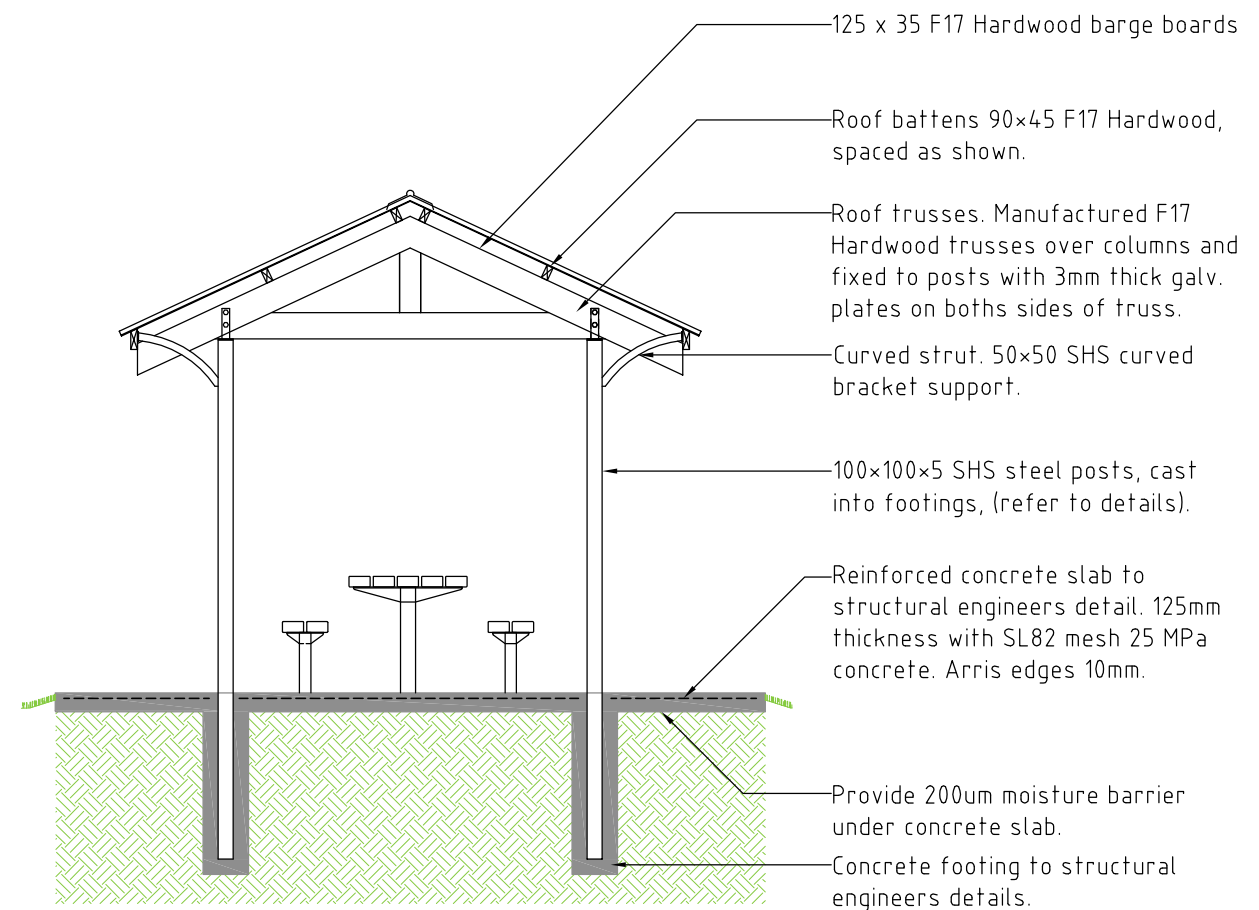 125 x 35 F17 Hardwood barge boards
Roof battens 90×45 F17 Hardwood,
spaced as shown.
Roof trusses. Manufactured F17
Hardwood trusses over columns and
fixed to posts with 3mm thick galv.
plates on boths sides of truss.
Curved strut. 50×50 SHS curved
bracket support.
100×100×5 SHS steel posts, cast
into footings, (refer to details).
Reinforced concrete slab to
structural engineers detail. 125mm
thickness with SL82 mesh 25 MPa
concrete. Arris edges 10mm.
Provide 200um moisture barrier
under concrete slab.
Concrete footing to structural
engineers details.